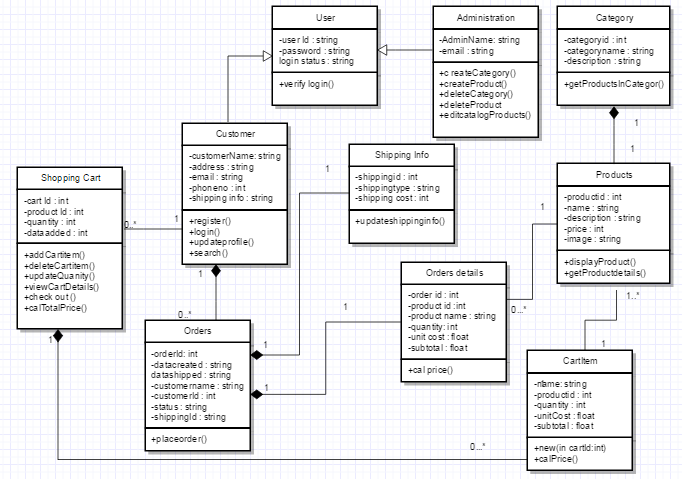 User
-user Id : string
-password : string
login status : string
+verify login()
Administration
-AdminName: string
-email : string
+c reateCategory()
+createProduct()
+deleteCategory()
+deleteProduct
+editcatalogProducts()
Category
-categoryid : int
-categoryname : string
-description : string
+getProductsInCategor()
1
1
Customer
-customerName: string
-address : string
-email : string
-phoneno : int
-shipping info : string
+register()
+login()
+updateprofile()
+search()
Shipping Info
-shippingid : int
-shippingtype : string
-shipping cost : int
+updateshippinginfo()
1
Products
-productid : int
-name : string
-description : string
-price : int
-image : string
+displayProduct()
+getProductdetails()
1
Shopping Cart
-cart Id : int
-product Id : int
-quantity : int
-dataadded : int
+addCartitem()
+deleteCartitem()
+updateQuanity()
+viewCartDetails()
+check out()
+calTotalPrice()
0..*
1
1
0..*
1
Orders details
-order id : int
-product id :int
-product name : string
-quantity: int
-unit cost : float
-subtotal : float
+cal price()
0...*
1
1..*
Orders
-orderId: int
-datacreated : string
datashipped : string
-customername : string
-customerId : int
-status : string
-shippingId : string
+placeorder()
1
1
1
CartItem
-name: string
-productid : int
-quantity : int
-unitCost : float
-subtotal : float
+new(in cartId:int)
+calPrice()
0...*